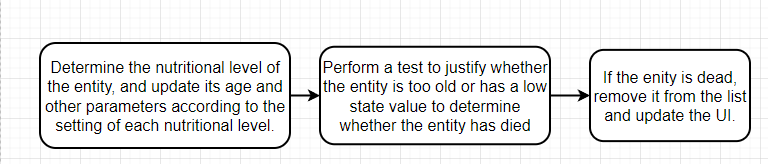 Determine the nutritional level of
the entity, and update its age and
other parameters according to the
setting of each nutritional level.
Perform a test to justify whether
the entity is too old or has a low
state value to determine
whether the entity has died
If the enity is dead,
remove it from the list
and update the UI.